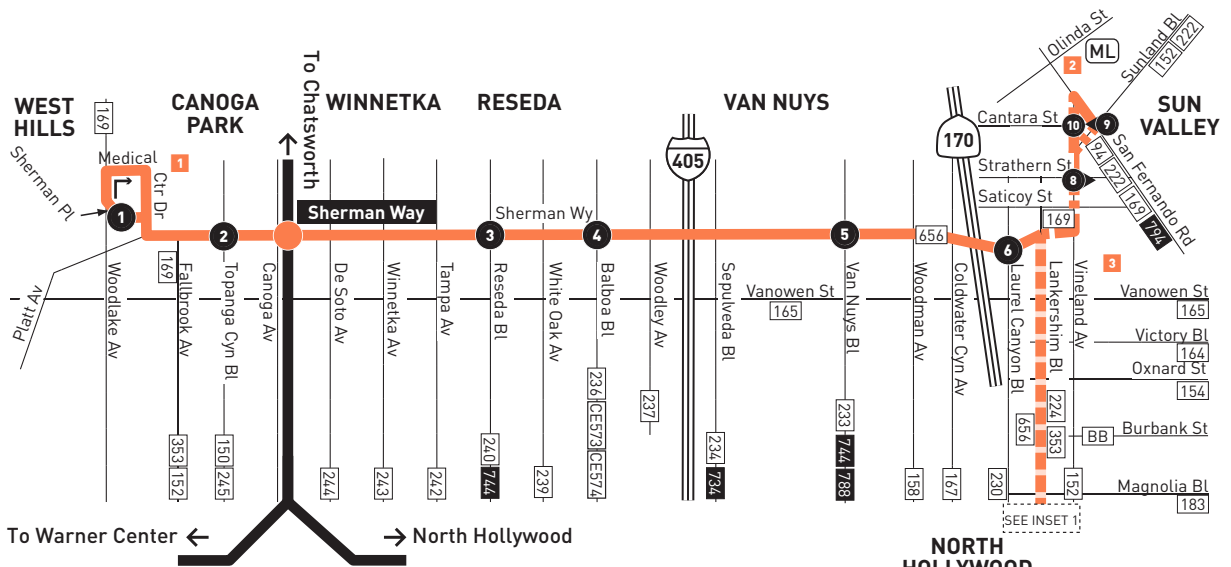 WEST
HILLS
169
CANOGA
PARK
To Chatsworth
WINNETKA
RESEDA
VAN NUYS
SUN
VALLEY
Olinda St
ML
Sunland Bl
152 222
2
Cantara St
10
9
170
405
Medical
Ctr Dr
1
Sherman Pl
1
Strathern St
8
San Fernando Rd
94 222 169 794
Saticoy St
Sherman Way
Sherman Wy
2
3
4
5
656
6
169
3
169
Platt Av
Woodlake Av
Fallbrook Av
Topanga Cyn Bl
Canoga Av
De Soto Av
Winnetka Av
Tampa Av
Reseda Bl
White Oak Av
Balboa Bl
Woodley Av
Sepulveda Bl
Vanowen St
165
Van Nuys Bl
Woodman Av
Coldwater Cyn Av
Laurel Canyon Bl
Lankershim Bl
Vineland Av
Vanowen St
165
Victory Bl
164
Oxnard St
154
Burbank St
BB
Magnolia Bl
183
353 152
150 245
244
243
242
240 744
239
236 CE573 CE574
237
234 734
233 744 788
158
167
230
656
224
353
152
SEE INSET 1
To Warner Center
North Hollywood
NORTH
HOLLYWOOD